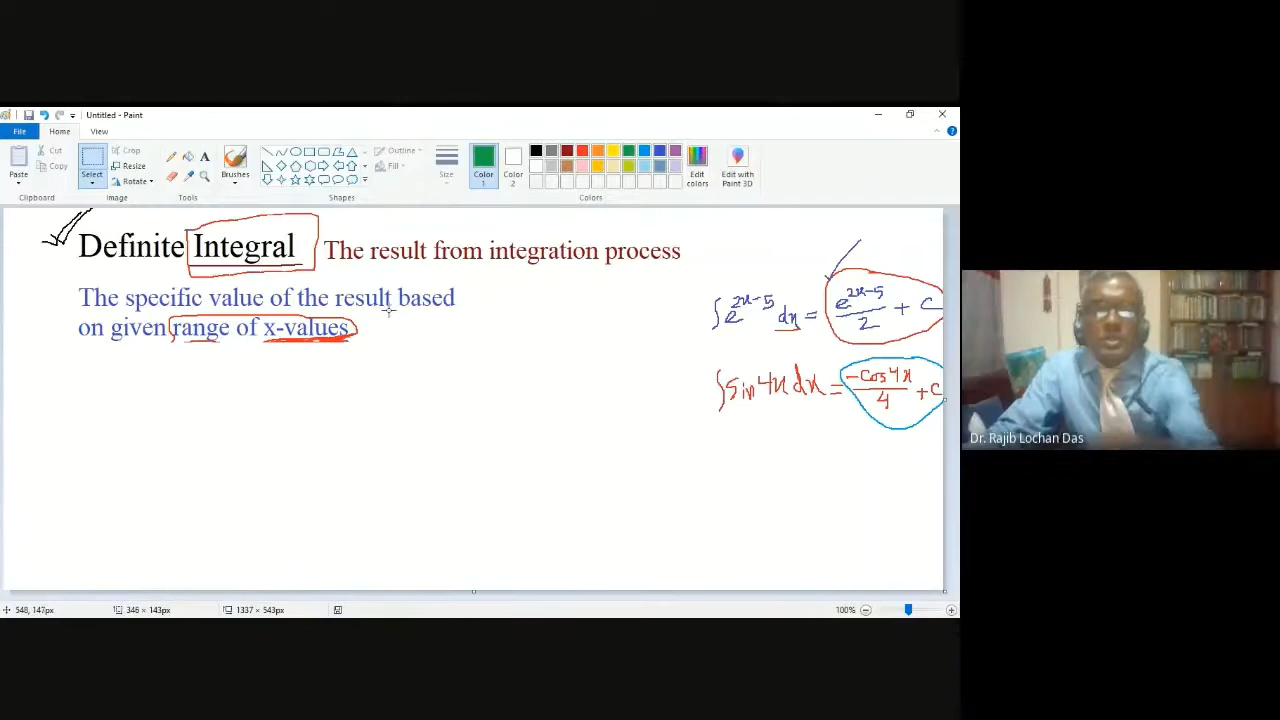 Untitled - Paint
File Home View
Paste
Cut
Copy
Clipboard
Select
Crop
Resize
Rotate
Image
Tools
Brushes
Shapes
Outline
Fill
Size
Color 1
Color 2
Colors
Edit colors
Edit with Paint 3D
Definite Integral The result from integration process
The specific value of the result based
on given range of x-values
∫e^{2x-5} dx = e^{2x-5}/2 + C
∫Sin4x dx = -Cos4x/4 + C
Dr. Rajib Lochan Das
548, 147px 346 × 143px 1337 × 543px 100%